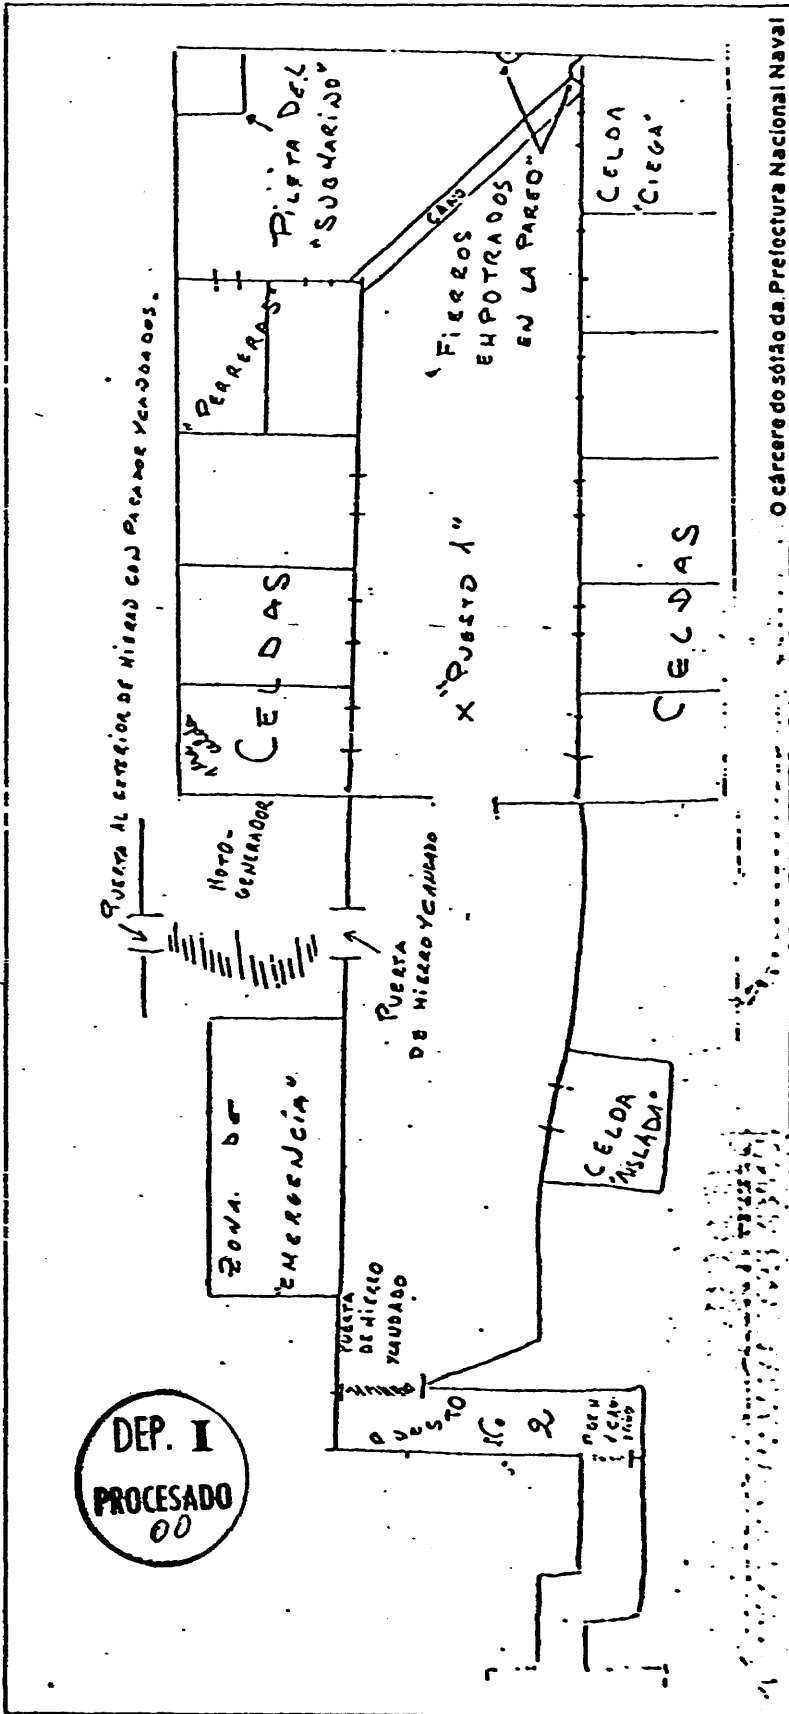 PUERTA AL EXTERIOR DE HIERRO CON PASADOR Y CANDADOS.
PILETA DEL
"SUBMARINO"
"PERRERAS"
CELDAS
MOTO-
GENERADOR
ZONA DE
"EMERGENCIA"
CAÑO
"FIERROS
EMPOTRADOS
EN LA PARED"
X "PUESTO 1"
PUERTA
DE HIERRO Y CANDADO
PUERTA
DE HIERRO
Y CANDADO
PUESTO
No 2
CELDA
"CIEGA"
CELDAS
CELDA
"AISLADA"
O cárcere do sótão da Prefectura Nacional Naval
DEP. I
PROCESADO
00